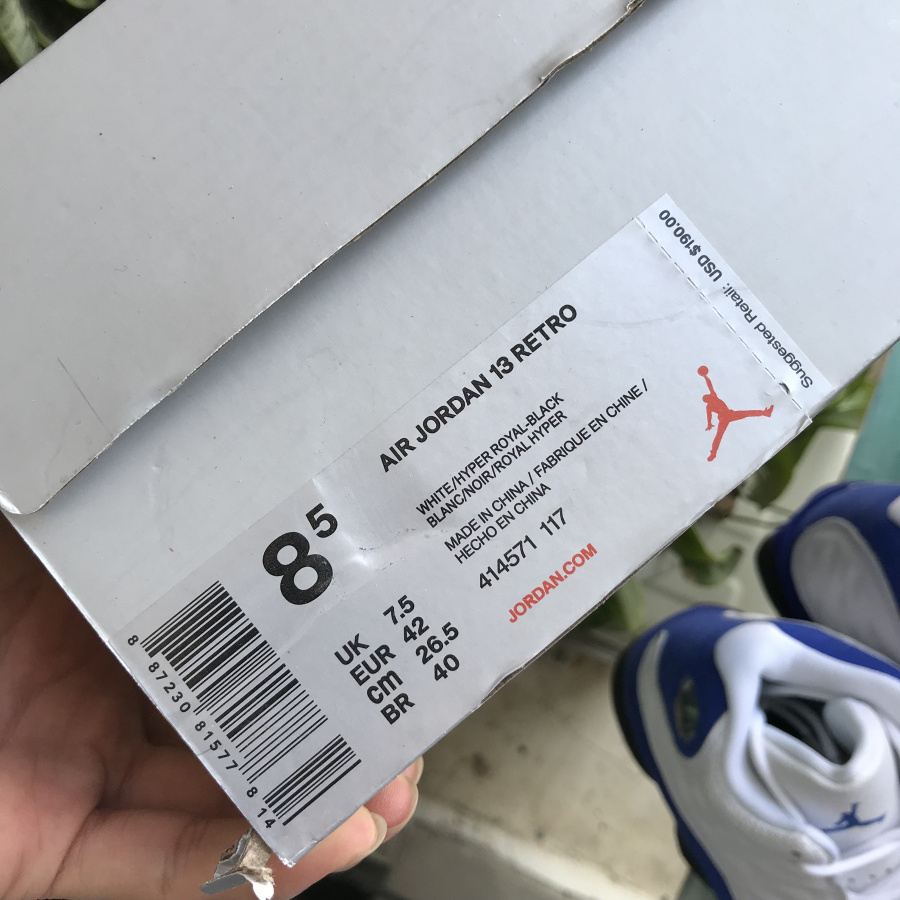 Suggested Retail: USD $190.00
AIR JORDAN 13 RETRO
WHITE/HYPER ROYAL-BLACK
BLANC/NOIR/ROYAL HYPER
MADE IN CHINA / FABRIQUE EN CHINE /
HECHO EN CHINA
414571 117
JORDAN.COM
8 5
UK 7.5
EUR 42
cm 26.5
BR 40
8 87230 81577 8 14